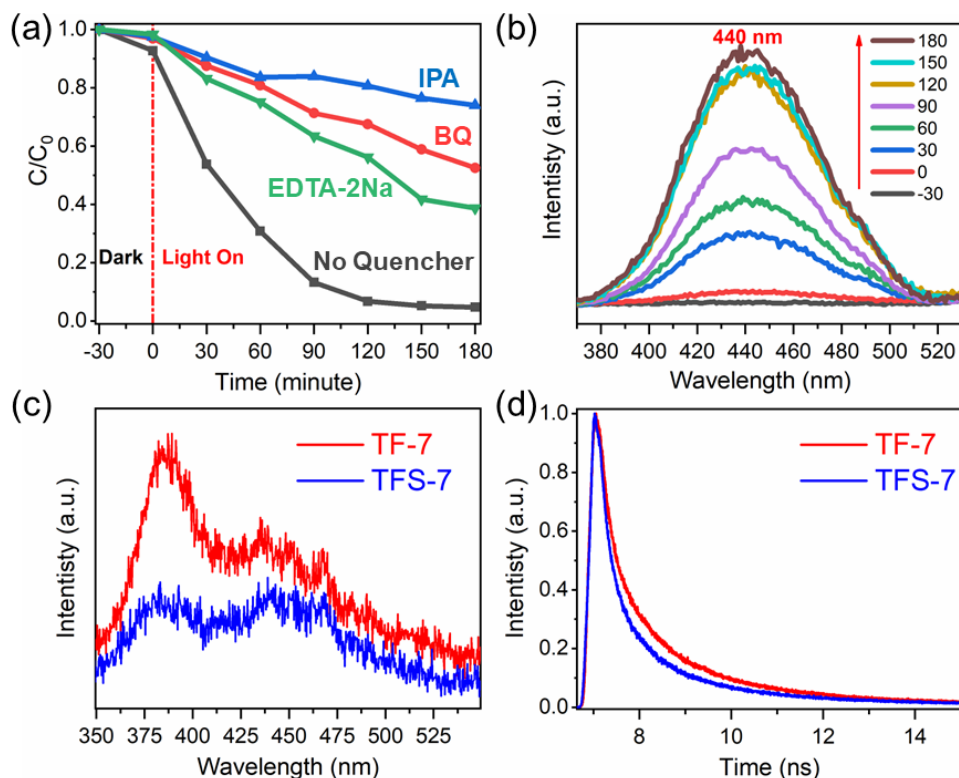 (a)
C/C0
1.0
0.8
0.6
0.4
0.2
0.0
IPA
BQ
EDTA-2Na
No Quencher
Dark
Light On
-30 0 30 60 90 120 150 180
Time (minute)
(b)
440 nm
180
150
120
90
60
30
0
-30
Intentisty (a.u.)
380 400 420 440 460 480 500 520
Wavelength (nm)
(c)
TF-7
TFS-7
Intentisty (a.u.)
350 375 400 425 450 475 500 525
Wavelength (nm)
(d)
TF-7
TFS-7
Intentisty (a.u.)
1.0
0.8
0.6
0.4
0.2
0.0
8 10 12 14
Time (ns)